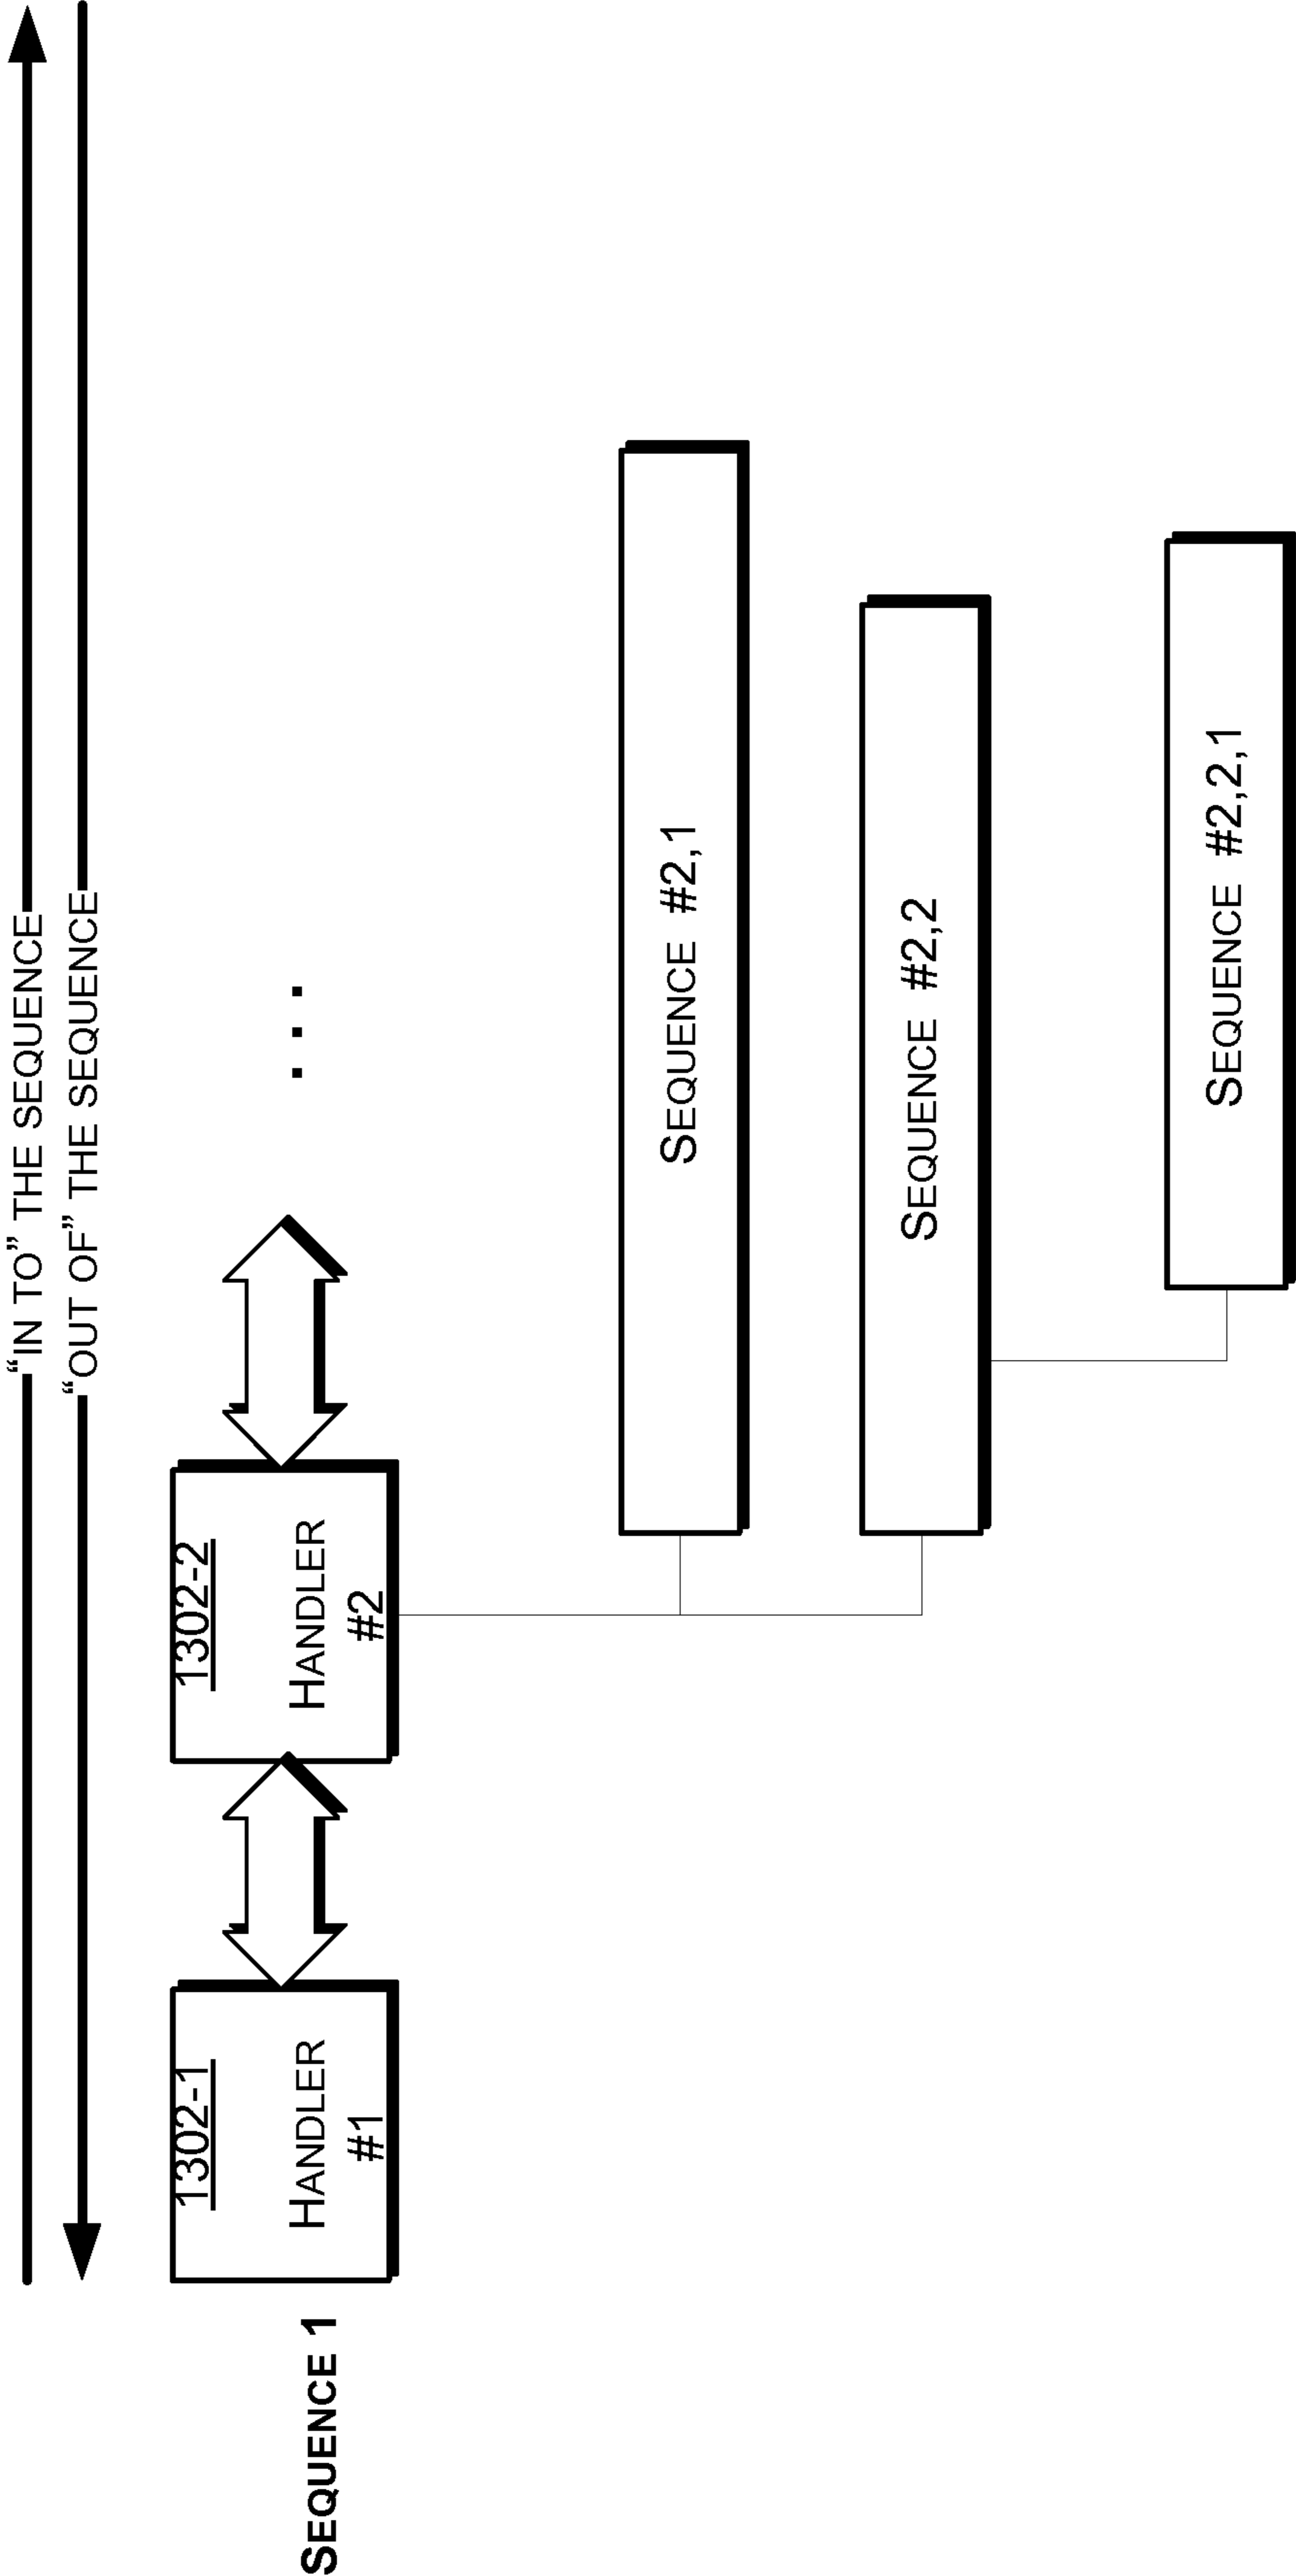 “IN TO” THE SEQUENCE
“OUT OF” THE SEQUENCE
SEQUENCE 1
1302-1
HANDLER
#1
1302-2
HANDLER
#2
. . .
SEQUENCE #2,1
SEQUENCE #2,2
SEQUENCE #2,2,1